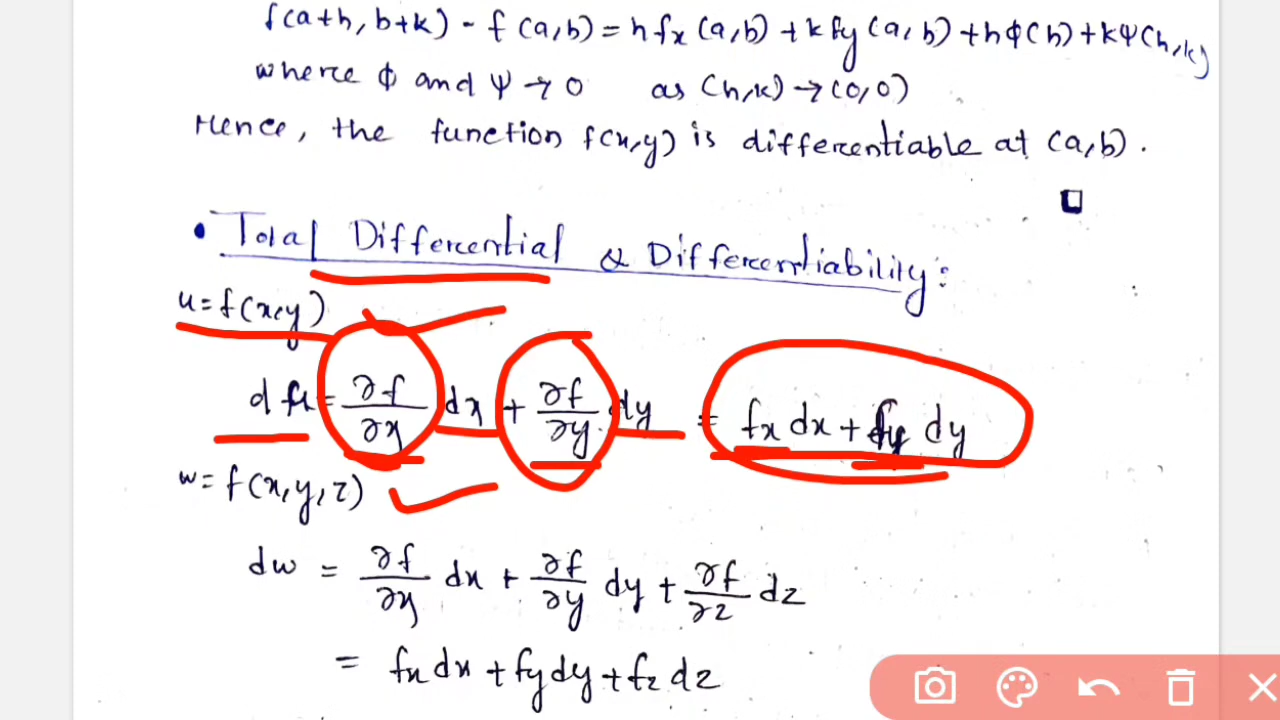 f(a+h, b+k) - f(a,b) = h fx (a,b) + k fy (a,b) + hφ(h) + kψ(h,k)
where φ and ψ → 0 as (h,k) → (0,0)
Hence, the function f(x,y) is differentiable at (a,b).
• Total Differential & Differentiability:
u = f(x,y)
d = ∂f/∂x dx + ∂f/∂y dy = fx dx + fy dy
w = f(x, y, z)
dw = ∂f/∂x dx + ∂f/∂y dy + ∂f/∂z dz
= fx dx + fy dy + fz dz